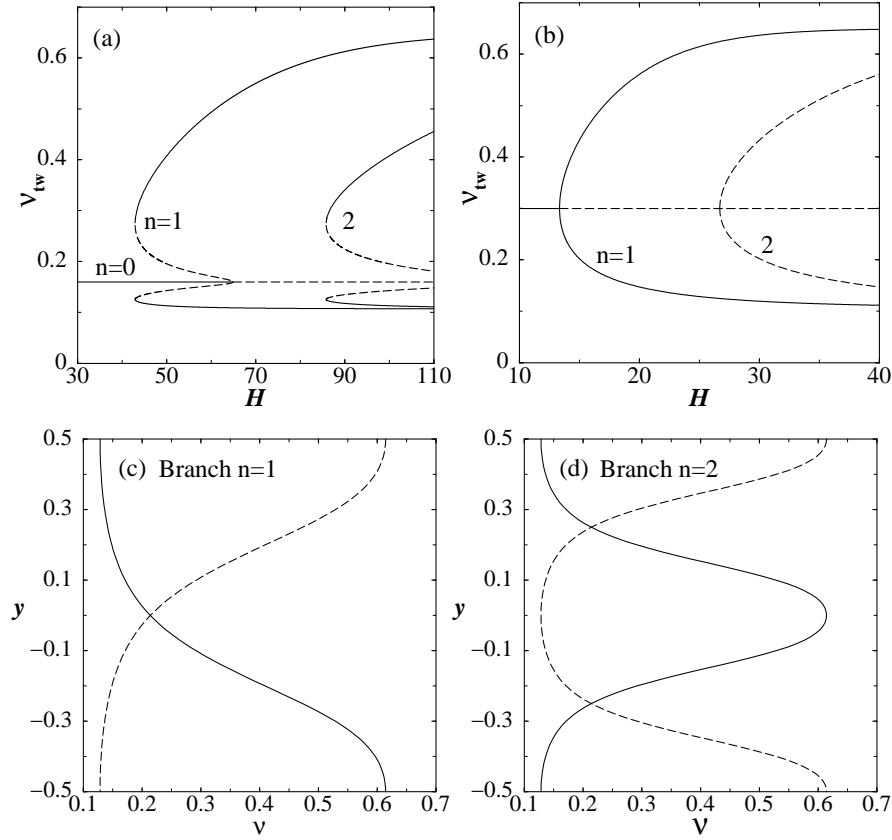 (a)
(b)
0.6
0.4
0.2
0
ν_tw
n=1
2
n=0
30 50 70 90 110
H
0.6
0.4
0.2
0
ν_tw
n=1
2
10 20 30 40
H
(c) Branch n=1
0.5
0.3
0.1
−0.1
−0.3
−0.5
y
0.1 0.2 0.3 0.4 0.5 0.6 0.7
ν
(d) Branch n=2
0.5
0.3
0.1
−0.1
−0.3
−0.5
y
0.1 0.2 0.3 0.4 0.5 0.6 0.7
ν